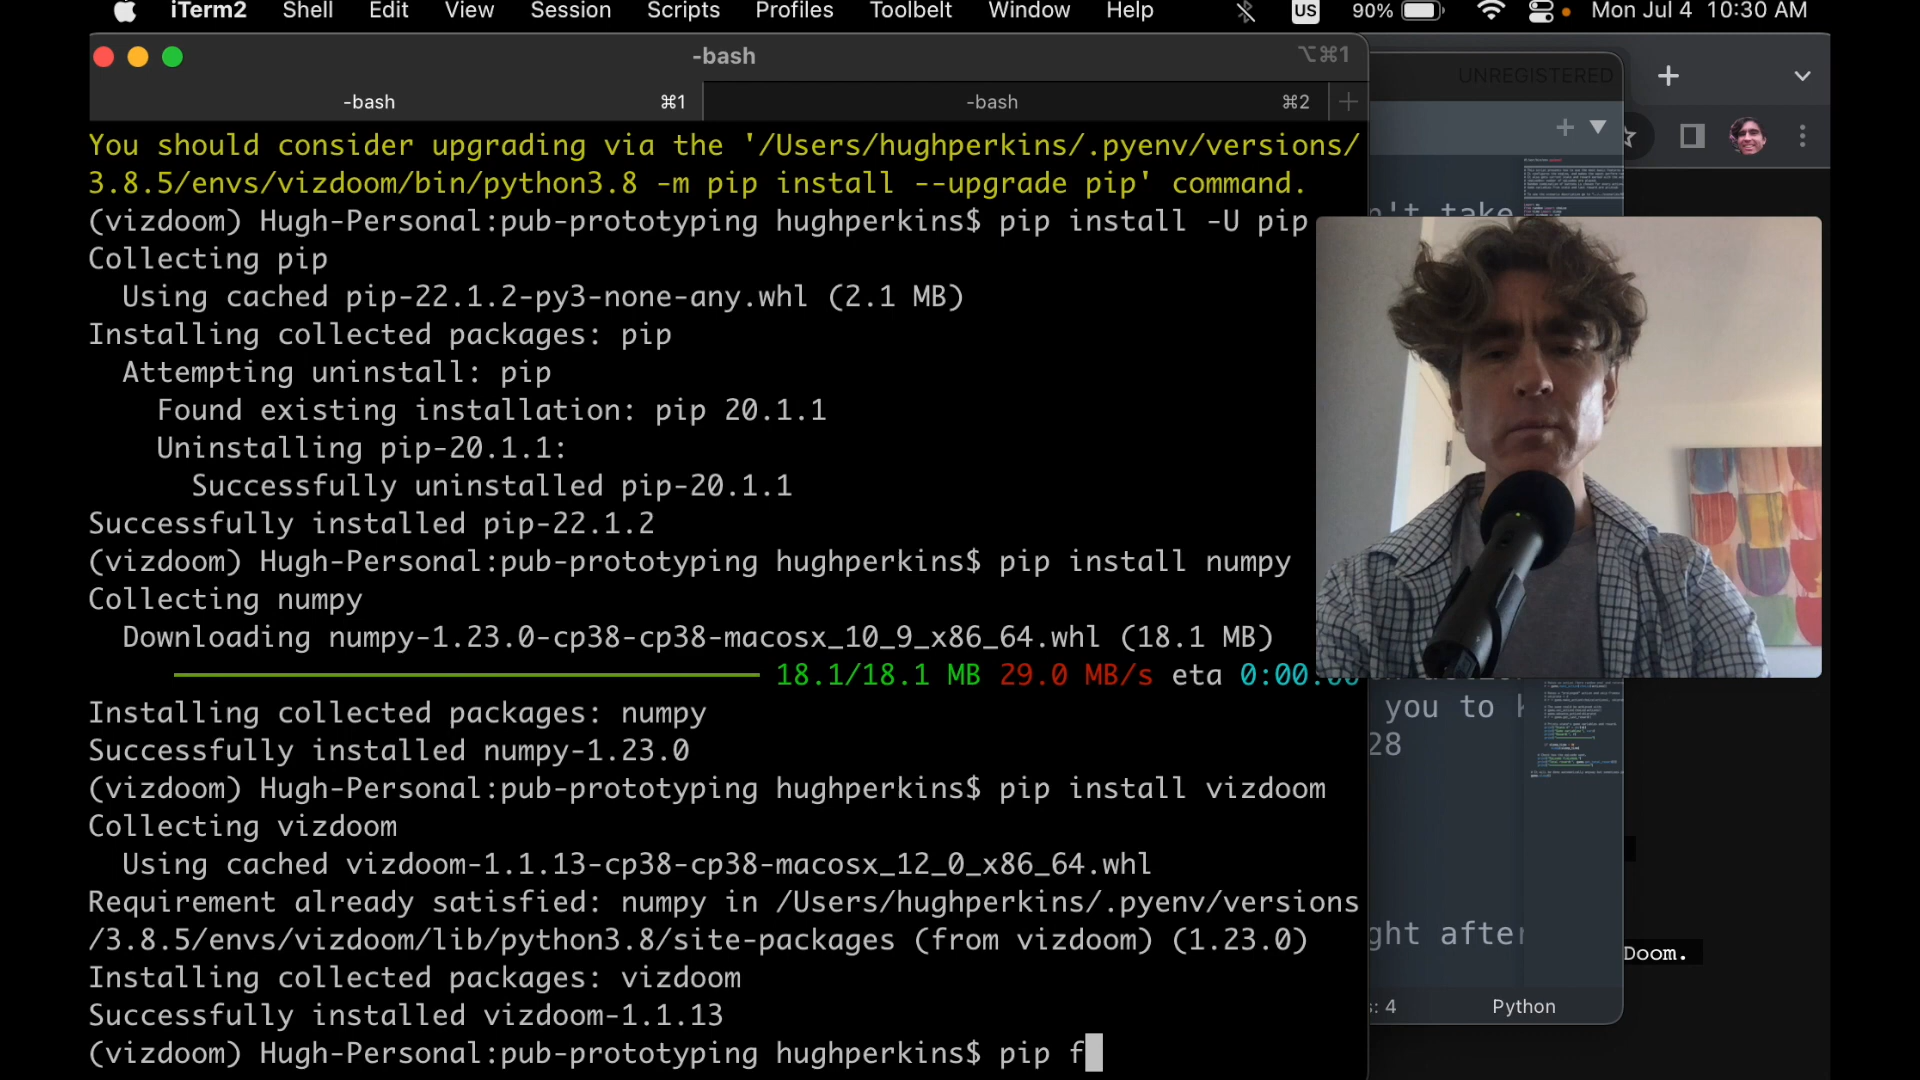 iTerm2 Shell Edit View Session Scripts Profiles Toolbelt Window Help US 90% Mon Jul 4 10:30 AM
-bash ⌥⌘1
UNREGISTERED
-bash ⌘1 -bash ⌘2
You should consider upgrading via the '/Users/hughperkins/.pyenv/versions/
3.8.5/envs/vizdoom/bin/python3.8 -m pip install --upgrade pip' command.
(vizdoom) Hugh-Personal:pub-prototyping hughperkins$ pip install -U pip
n't take
Collecting pip
Using cached pip-22.1.2-py3-none-any.whl (2.1 MB)
Installing collected packages: pip
Attempting uninstall: pip
Found existing installation: pip 20.1.1
Uninstalling pip-20.1.1:
Successfully uninstalled pip-20.1.1
Successfully installed pip-22.1.2
(vizdoom) Hugh-Personal:pub-prototyping hughperkins$ pip install numpy
Collecting numpy
Downloading numpy-1.23.0-cp38-cp38-macosx_10_9_x86_64.whl (18.1 MB)
18.1/18.1 MB 29.0 MB/s eta 0:00:00
Installing collected packages: numpy
you to
Successfully installed numpy-1.23.0
28
(vizdoom) Hugh-Personal:pub-prototyping hughperkins$ pip install vizdoom
Collecting vizdoom
Using cached vizdoom-1.1.13-cp38-cp38-macosx_12_0_x86_64.whl
Requirement already satisfied: numpy in /Users/hughperkins/.pyenv/versions
/3.8.5/envs/vizdoom/lib/python3.8/site-packages (from vizdoom) (1.23.0)
ght after
Doom.
Installing collected packages: vizdoom
Successfully installed vizdoom-1.1.13
: 4 Python
(vizdoom) Hugh-Personal:pub-prototyping hughperkins$ pip f